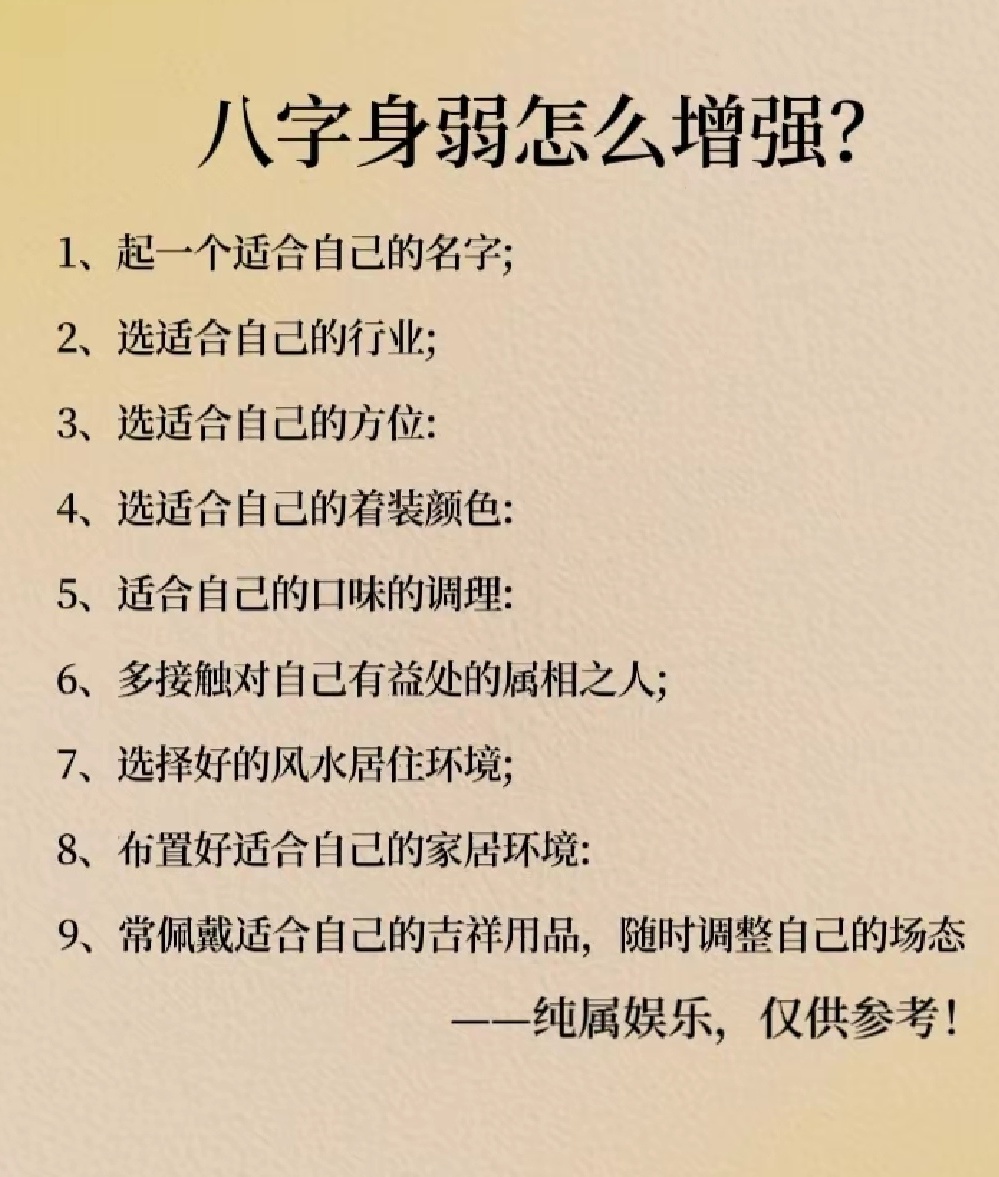 八字身弱怎么增强?
1、起一个适合自己的名字;
2、选适合自己的行业;
3、选适合自己的方位:
4、选适合自己的着装颜色:
5、适合自己的口味的调理:
6、多接触对自己有益处的属相之人;
7、选择好的风水居住环境;
8、布置好适合自己的家居环境:
9、常佩戴适合自己的吉祥用品，随时调整自己的场态
——纯属娱乐，仅供参考!